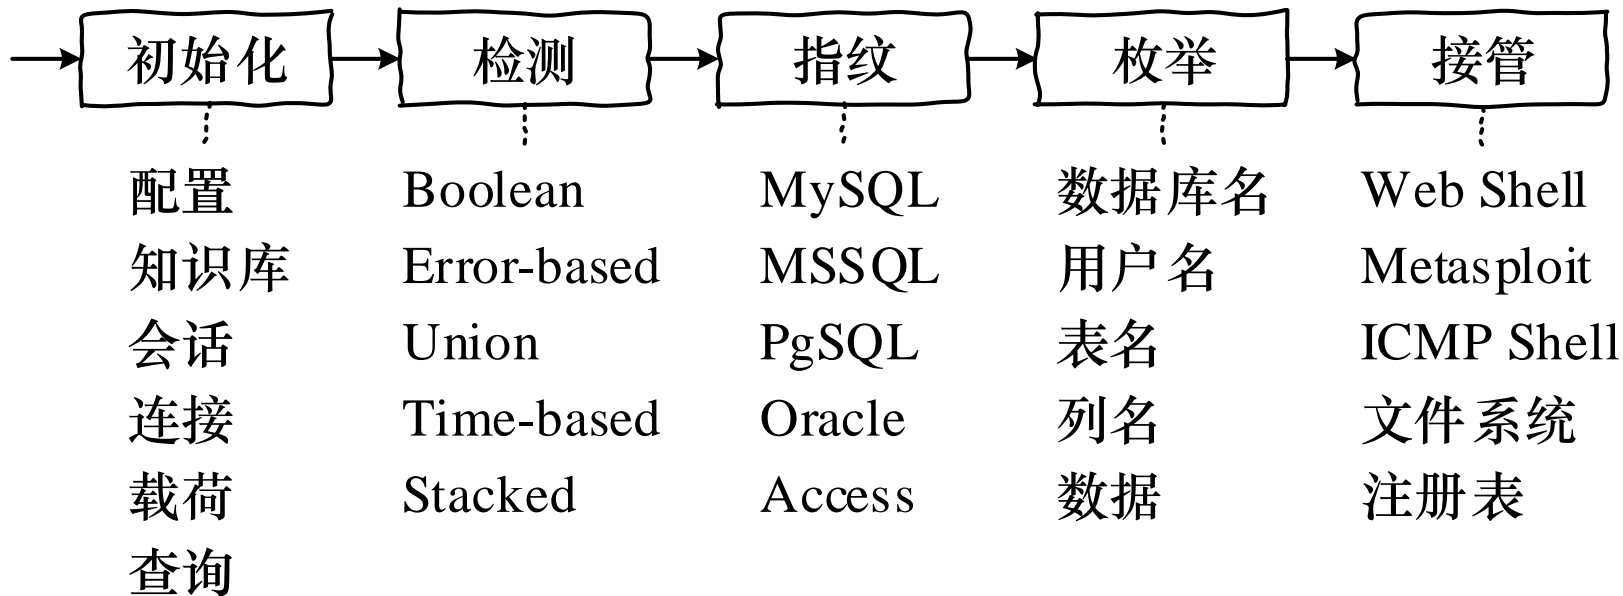 初始化 检测 指纹 枚举 接管
配置 Boolean MySQL 数据库名 Web Shell
知识库 Error-based MSSQL 用户名 Metasploit
会话 Union PgSQL 表名 ICMP Shell
连接 Time-based Oracle 列名 文件系统
载荷 Stacked Access 数据 注册表
查询